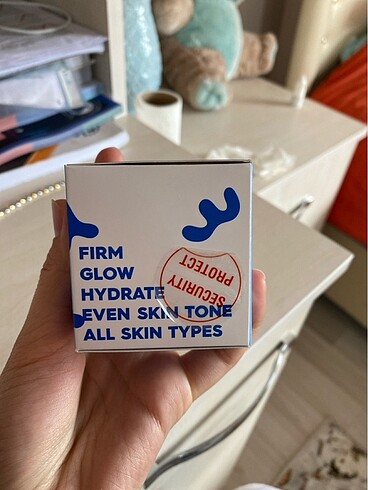 FIRM
GLOW
HYDRATE
EVEN SKIN TONE
ALL SKIN TYPES
SECURITY
PROTECT